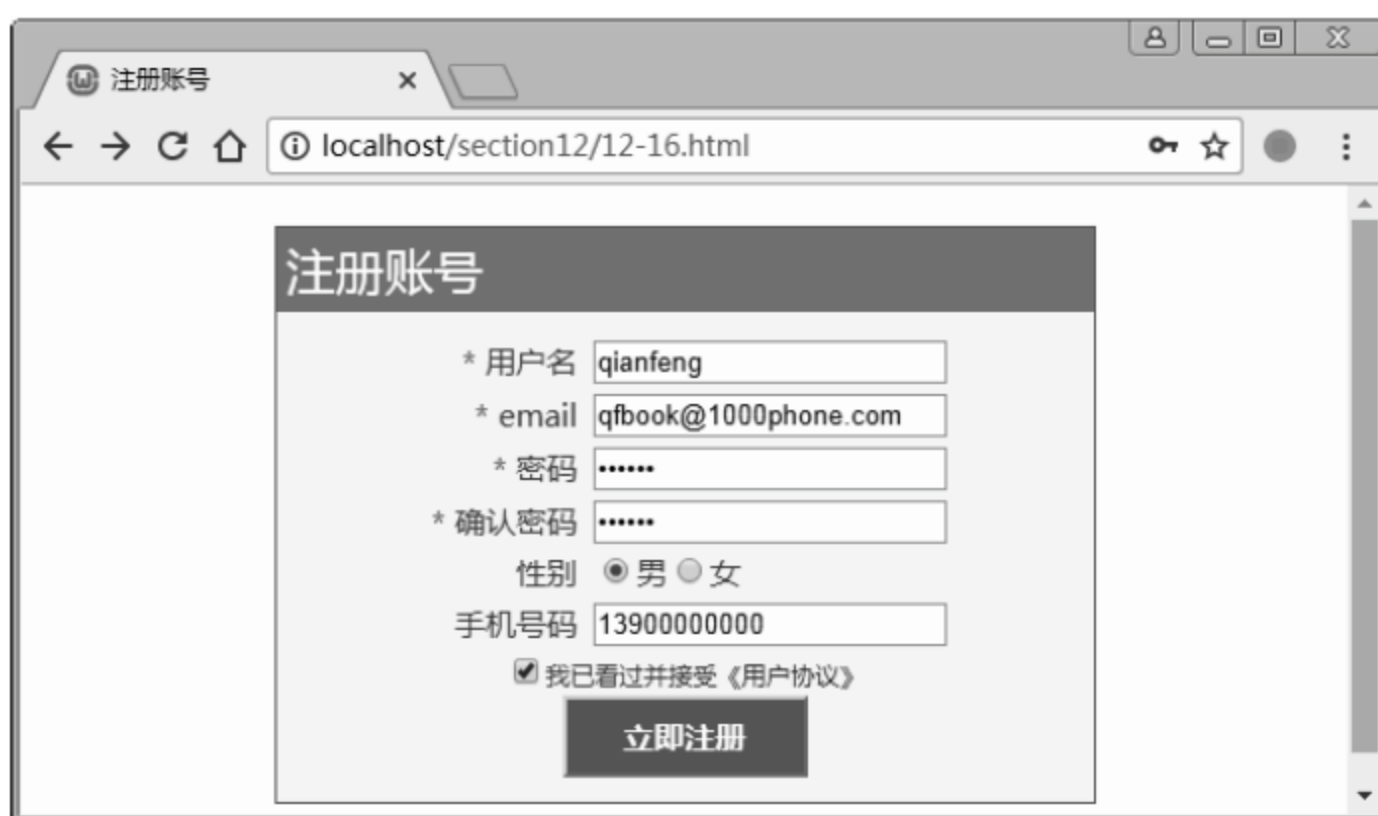 注册账号
localhost/section12/12-16.html
注册账号
* 用户名 qianfeng
* email qfbook@1000phone.com
* 密码 ••••••
* 确认密码 ••••••
性别 男 女
手机号码 13900000000
我已看过并接受《用户协议》
立即注册